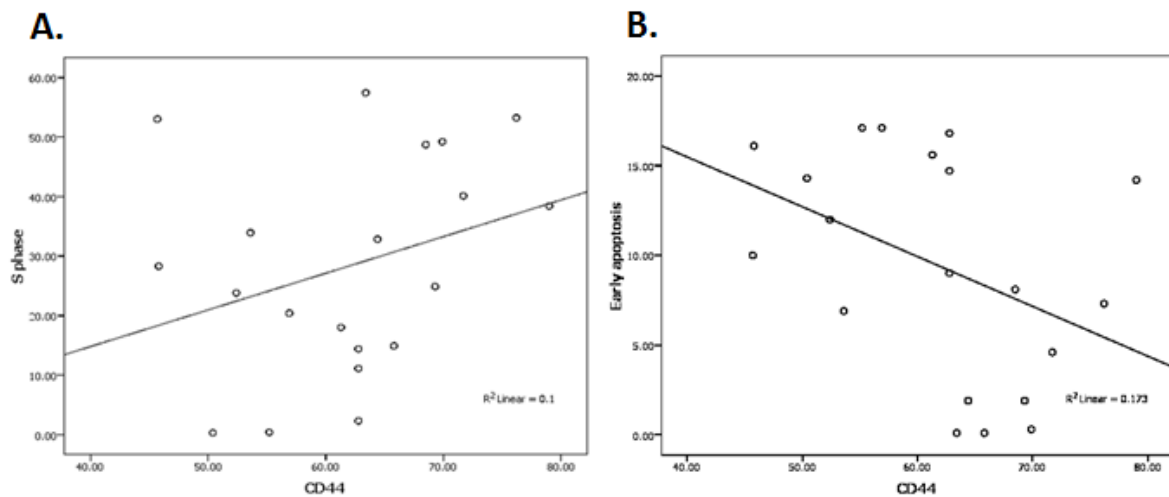 A.
60.00
50.00
40.00
30.00
20.00
10.00
0.00
S phase
R² Linear = 0.1
40.00 50.00 60.00 70.00 80.00
CD44
B.
20.00
15.00
10.00
5.00
0.00
Early apoptosis
R² Linear = 0.173
40.00 50.00 60.00 70.00 80.00
CD44